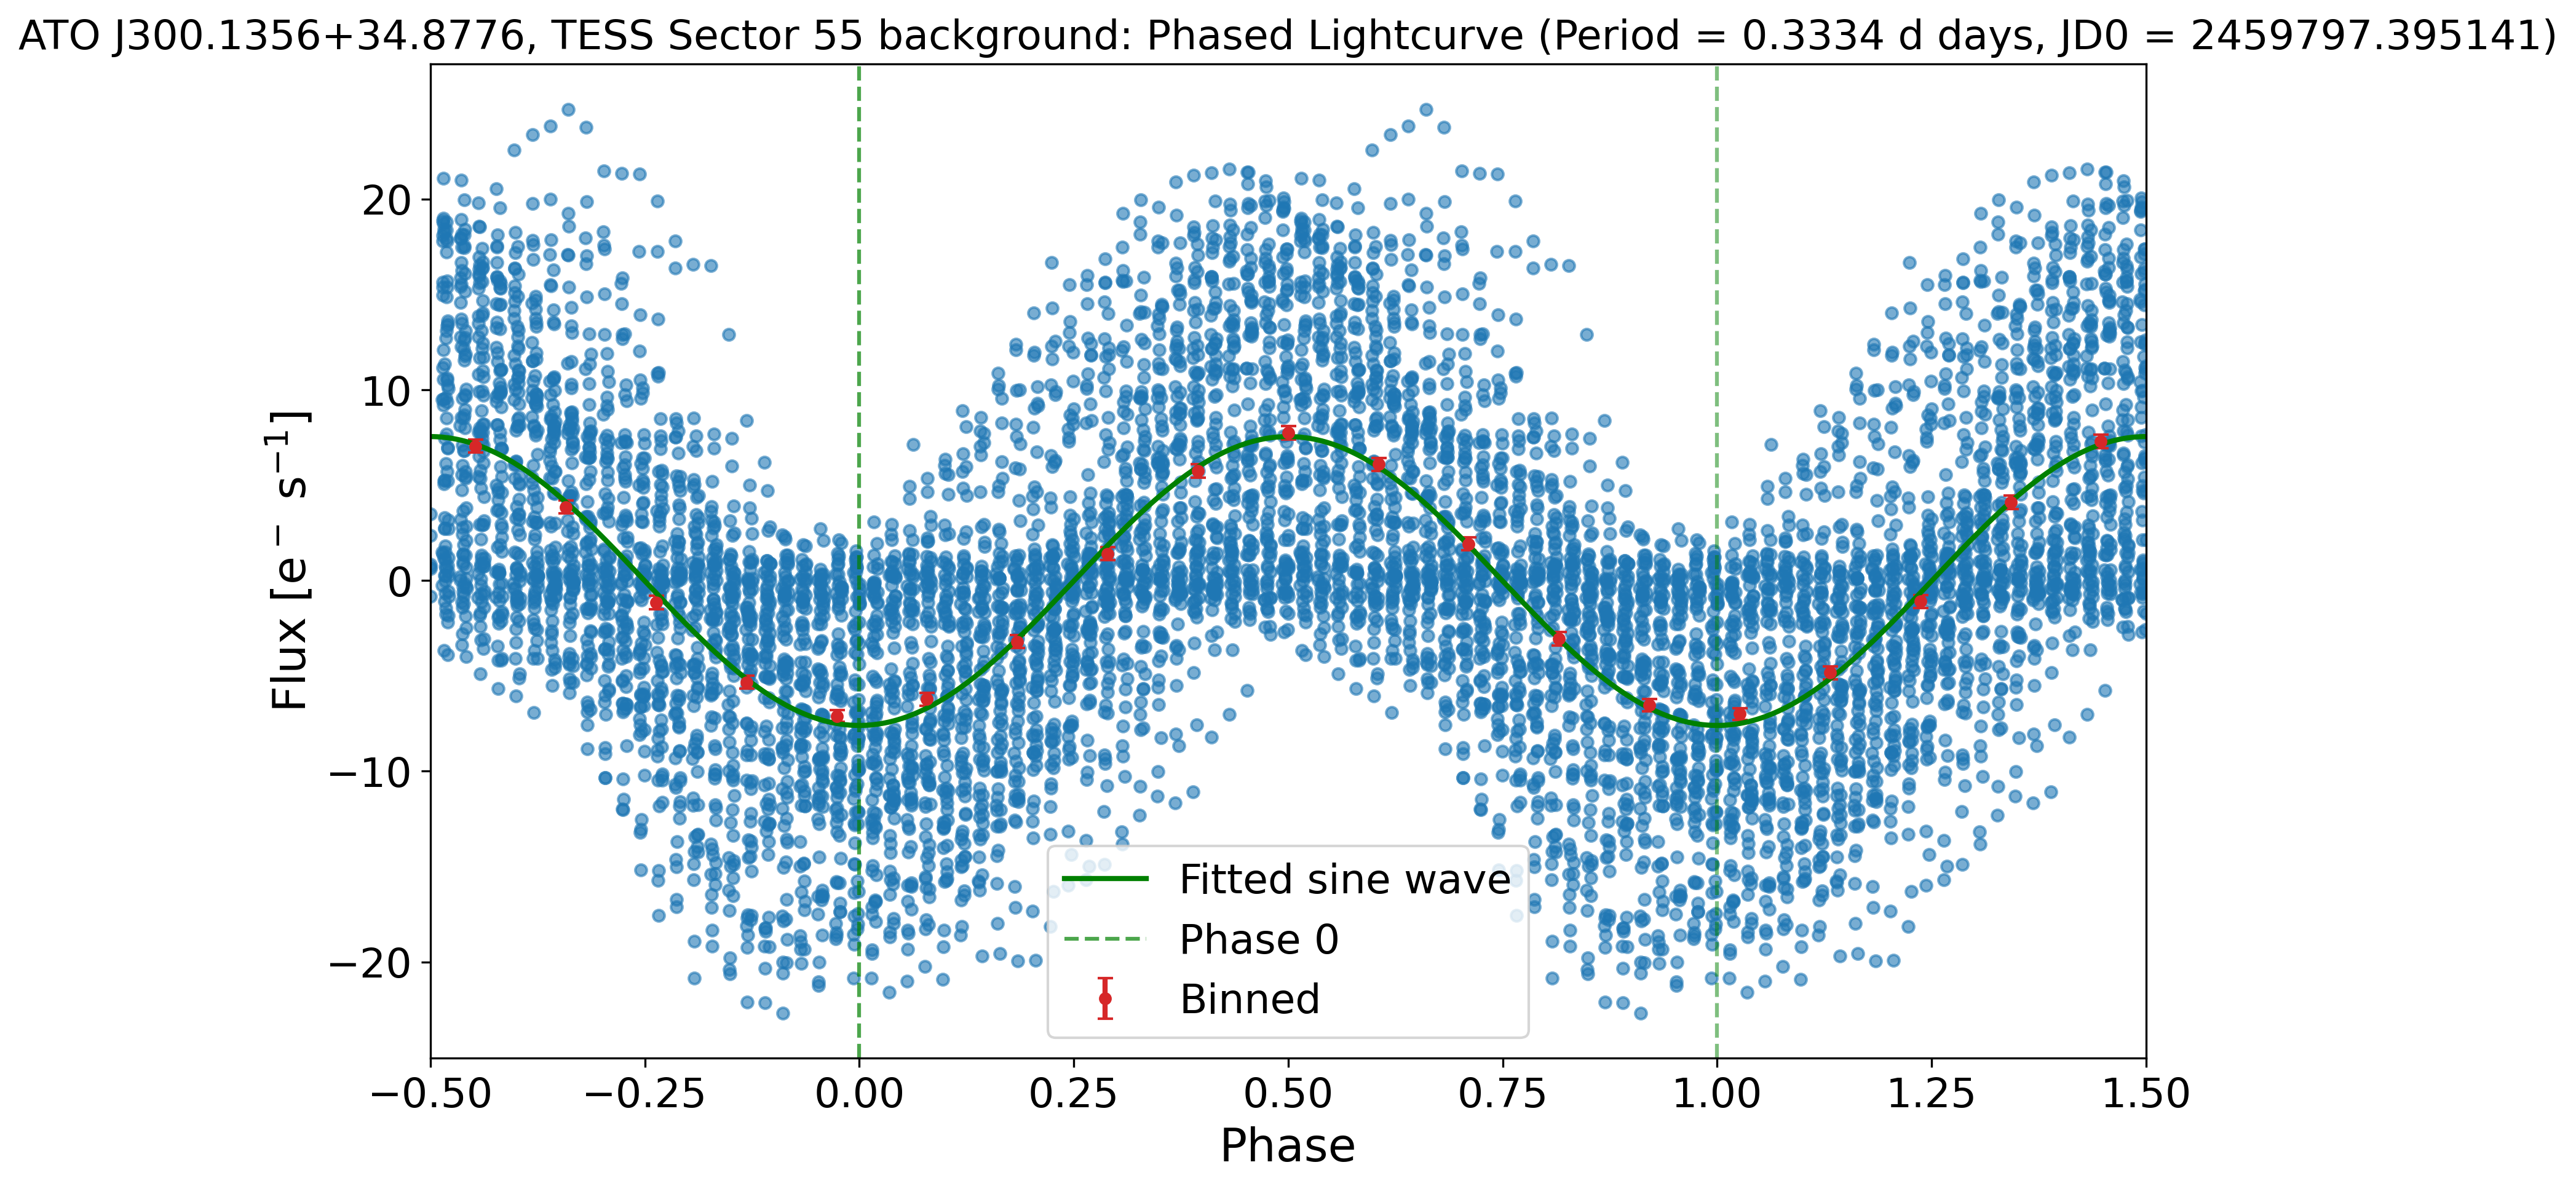 ATO J300.1356+34.8776, TESS Sector 55 background: Phased Lightcurve (Period = 0.3334 d days, JD0 = 2459797.395141)
20
10
0
−10
−20
Flux [e⁻ s⁻¹]
Fitted sine wave
Phase 0
Binned
−0.50 −0.25 0.00 0.25 0.50 0.75 1.00 1.25 1.50
Phase